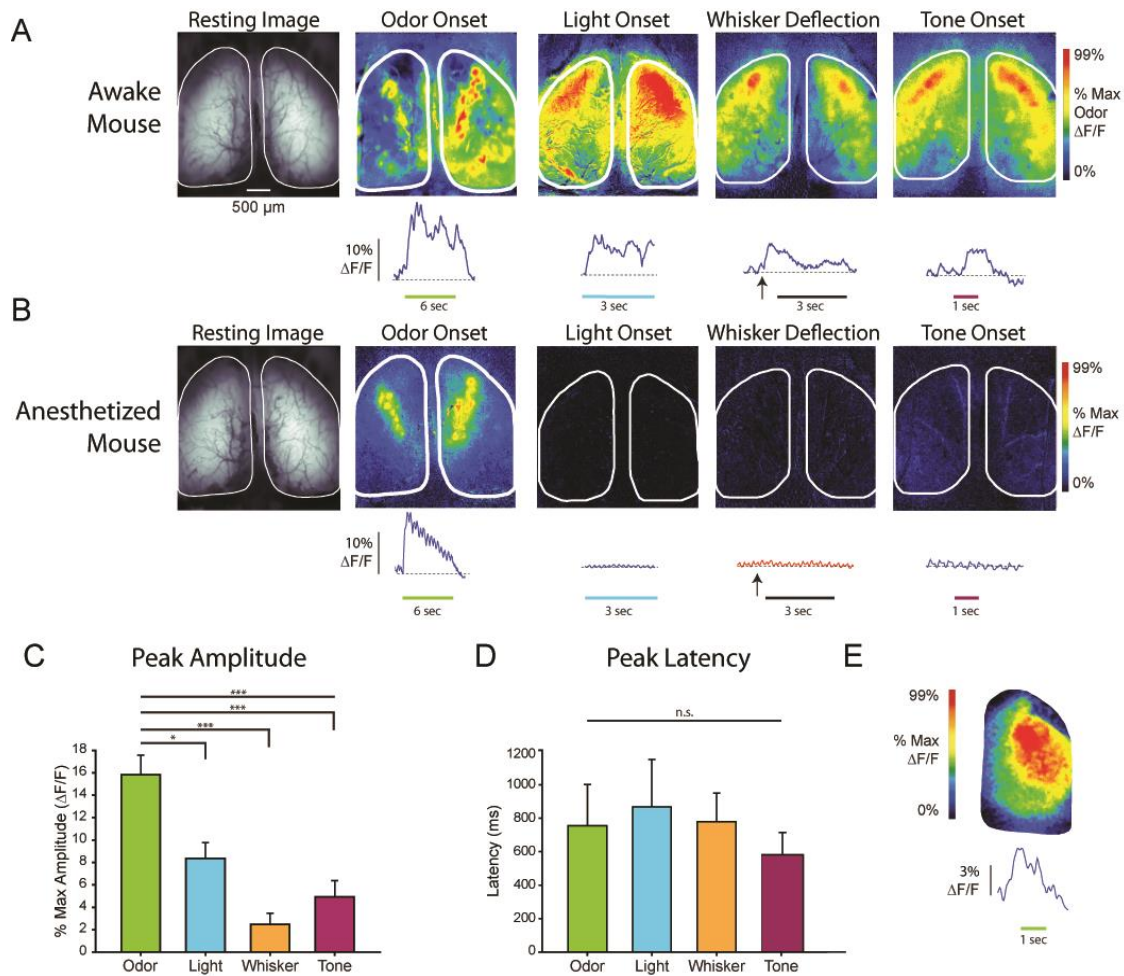 A
Resting Image
Odor Onset
Light Onset
Whisker Deflection
Tone Onset
Awake
Mouse
500 µm
99%
% Max
Odor
ΔF/F
0%
10%
ΔF/F
6 sec
3 sec
3 sec
1 sec
B
Resting Image
Odor Onset
Light Onset
Whisker Deflection
Tone Onset
Anesthetized
Mouse
99%
% Max
ΔF/F
0%
10%
ΔF/F
6 sec
3 sec
3 sec
1 sec
C
Peak Amplitude
***
***
***
*
% Max Amplitude (ΔF/F)
18
16
14
12
10
8
6
4
2
0
Odor
Light
Whisker
Tone
D
Peak Latency
n.s.
Latency (ms)
1200
1000
800
600
400
200
0
Odor
Light
Whisker
Tone
E
99%
% Max
ΔF/F
0%
3%
ΔF/F
1 sec